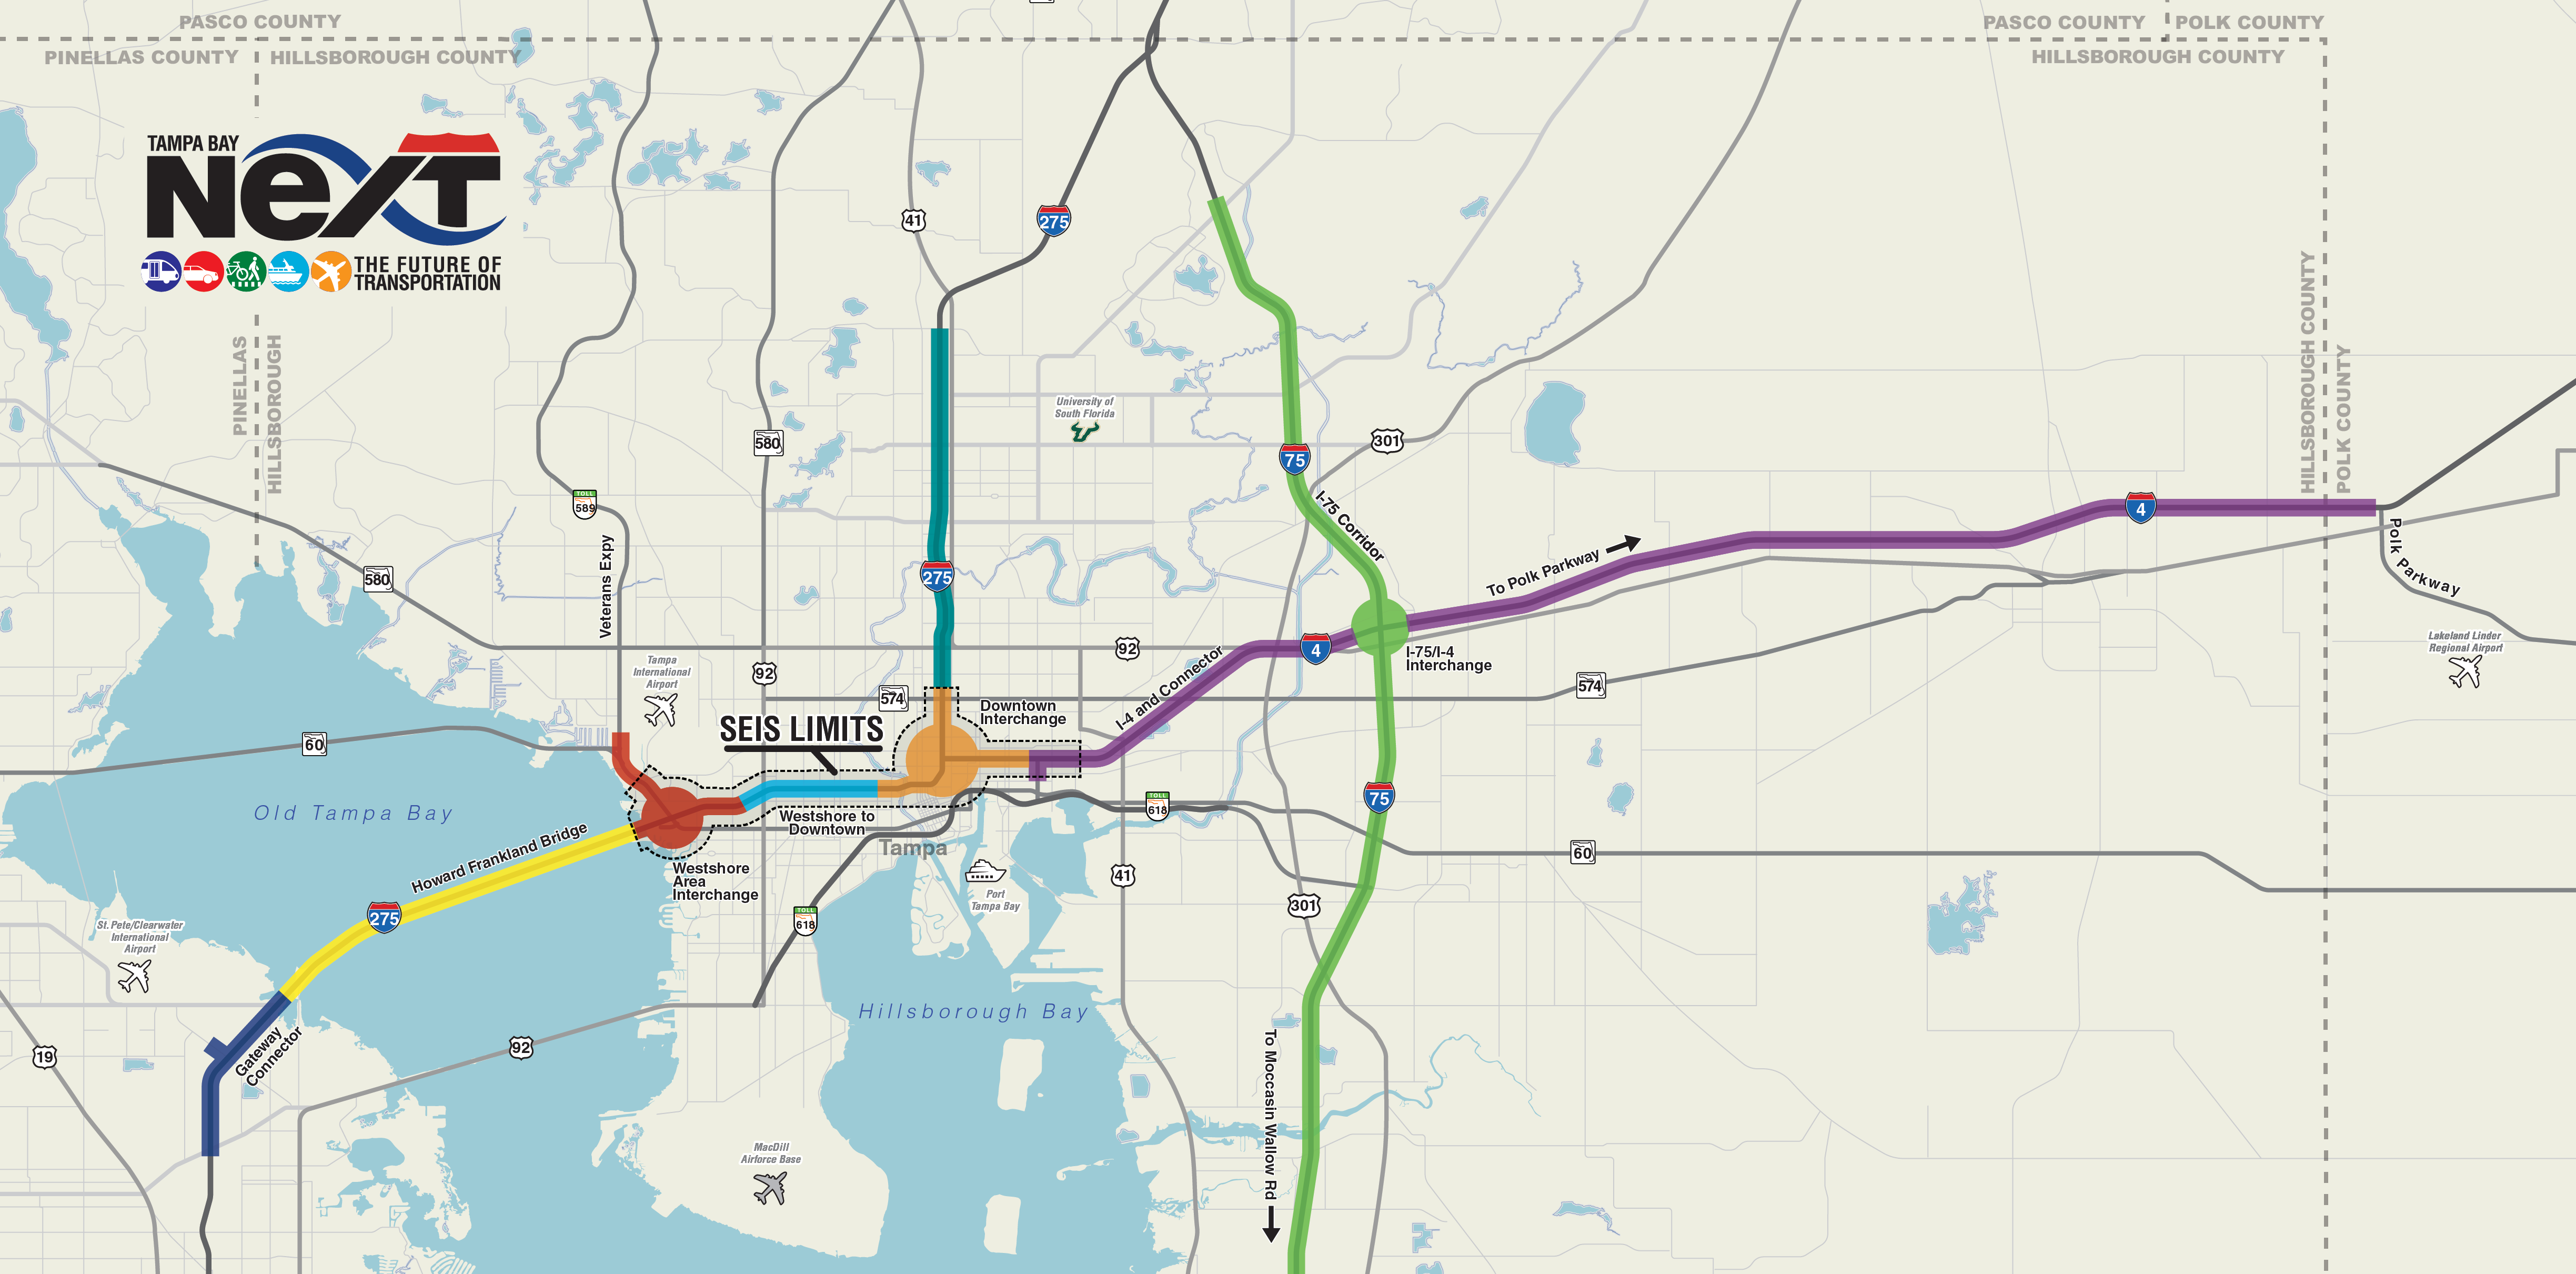 PASCO COUNTY
PINELLAS COUNTY
HILLSBOROUGH COUNTY
PASCO COUNTY
POLK COUNTY
HILLSBOROUGH COUNTY
TAMPA BAY
NEXT
THE FUTURE OF
TRANSPORTATION
41
275
PINELLAS
HILLSBOROUGH
HILLSBOROUGH COUNTY
POLK COUNTY
University of
South Florida
580
301
75
I-75 Corridor
TOLL
589
4
Veterans Expy
580
275
To Polk Parkway
Polk Parkway
92
4
I-75/I-4
Interchange
Lakeland Linder
Regional Airport
Tampa
International
Airport
92
574
574
I-4 and Connector
Downtown
Interchange
SEIS LIMITS
60
Old Tampa Bay
75
TOLL
618
Westshore to
Downtown
Howard Frankland Bridge
Tampa
60
Westshore
Area
Interchange
41
Port
Tampa Bay
301
275
TOLL
618
St. Pete/Clearwater
International
Airport
Hillsborough Bay
19
92
Gateway
Connector
To Moccasin Wallow Rd
MacDill
Airforce Base